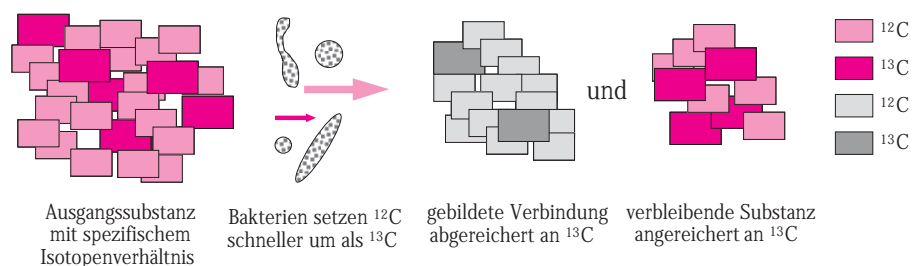 ¹²C
¹³C
und
¹²C
¹³C
Ausgangssubstanz
mit spezifischem
Isotopenverhältnis
Bakterien setzen ¹²C
schneller um als ¹³C
gebildete Verbindung
abgereichert an ¹³C
verbleibende Substanz
angereichert an ¹³C